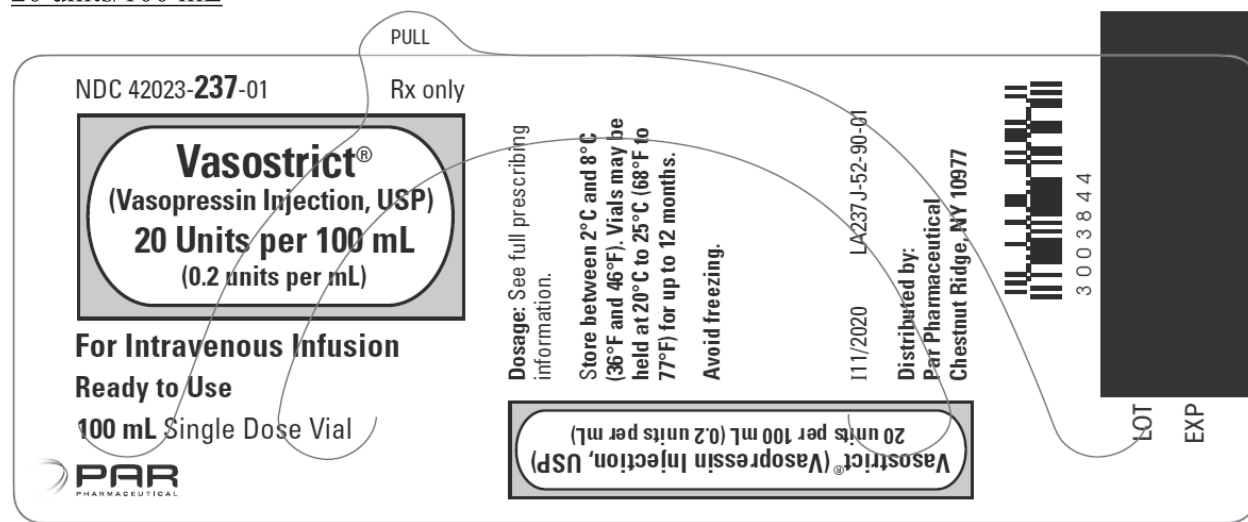 20 units/100 mL
PULL
NDC 42023-237-01 Rx only
Vasostrict®
(Vasopressin Injection, USP)
20 Units per 100 mL
(0.2 units per mL)
For Intravenous Infusion
Ready to Use
100 mL Single Dose Vial
PAR
PHARMACEUTICAL
Dosage: See full prescribing
information.
Store between 2°C and 8°C
(36°F and 46°F). Vials may be
held at 20°C to 25°C (68°F to
77°F) for up to 12 months.
Avoid freezing.
I11/2020 LA237J-52-90-01
Distributed by:
Par Pharmaceutical
Chestnut Ridge, NY 10977
Vasostrict® (Vasopressin Injection, USP)
20 units per 100 mL (0.2 units per mL)
3003844
LOT
EXP